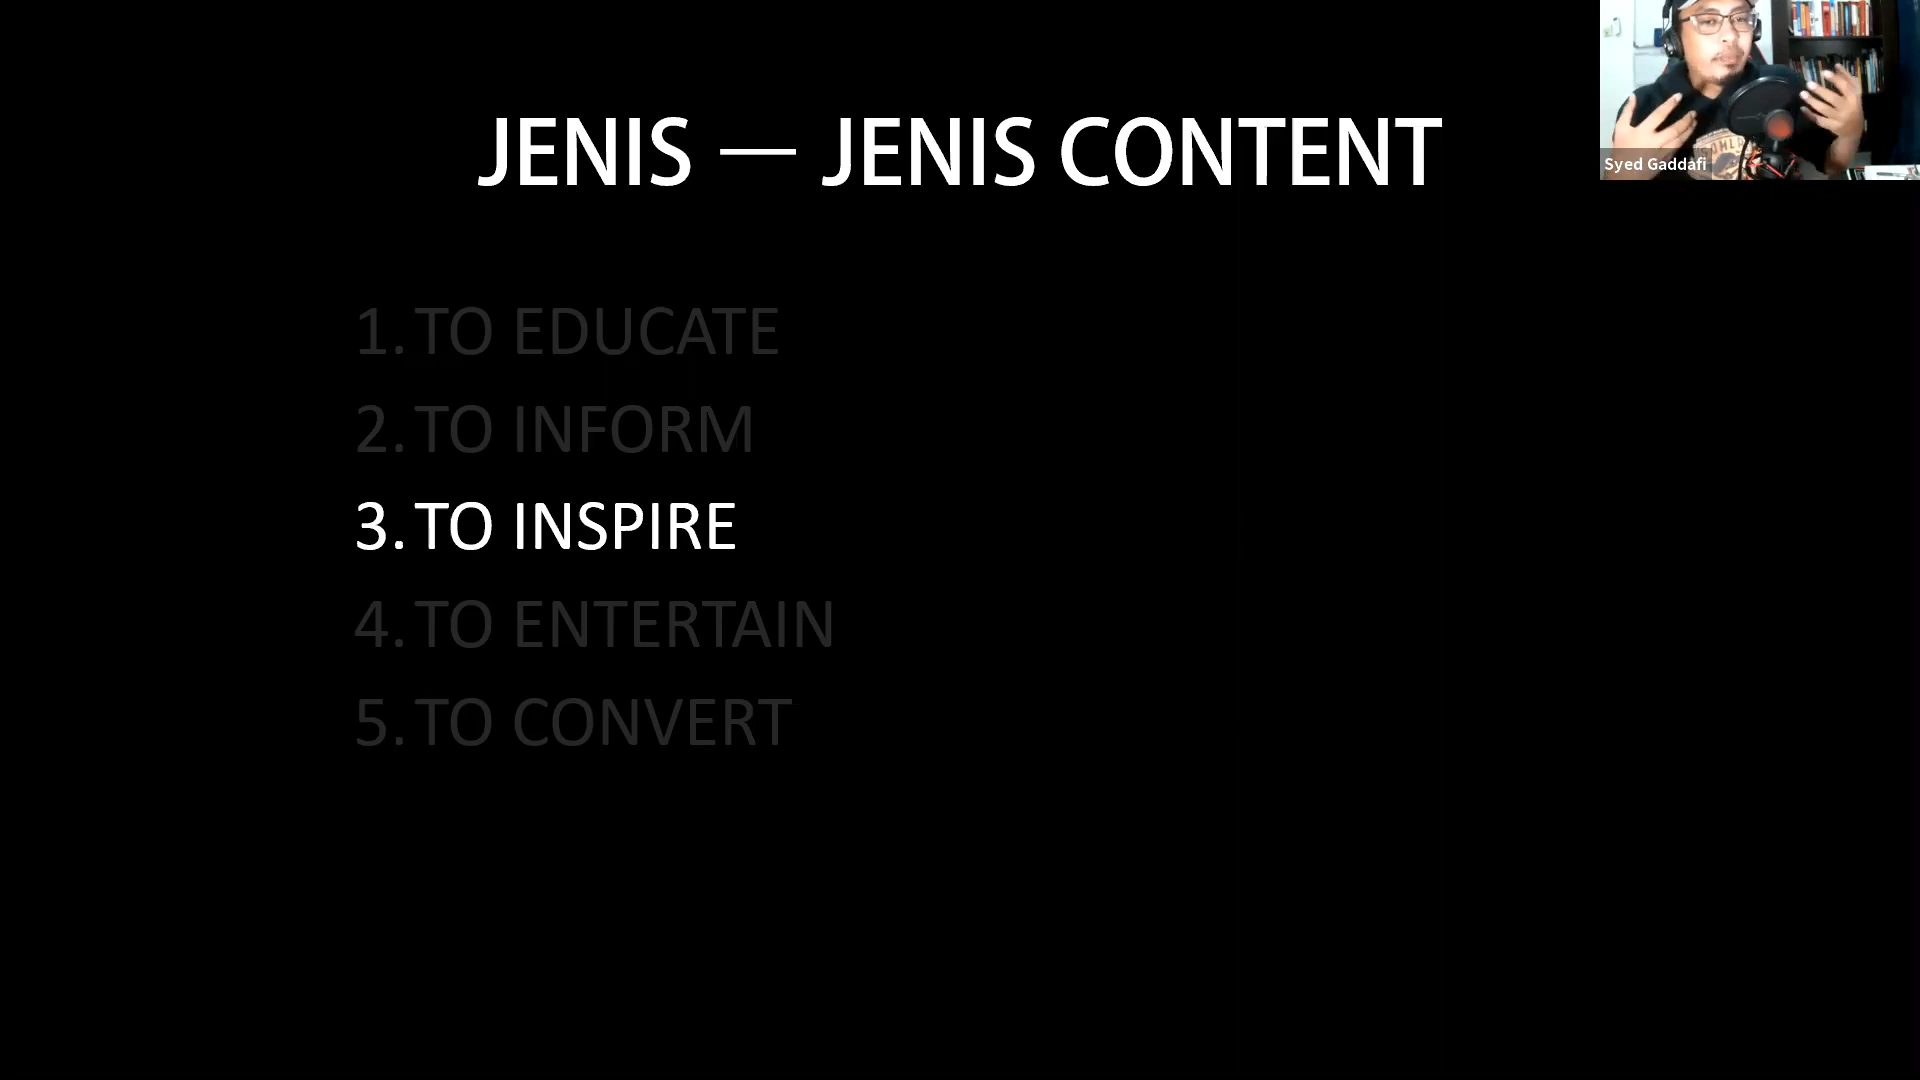 JENIS — JENIS CONTENT
1. TO EDUCATE
2. TO INFORM
3. TO INSPIRE
4. TO ENTERTAIN
5. TO CONVERT
Syed Gaddafi